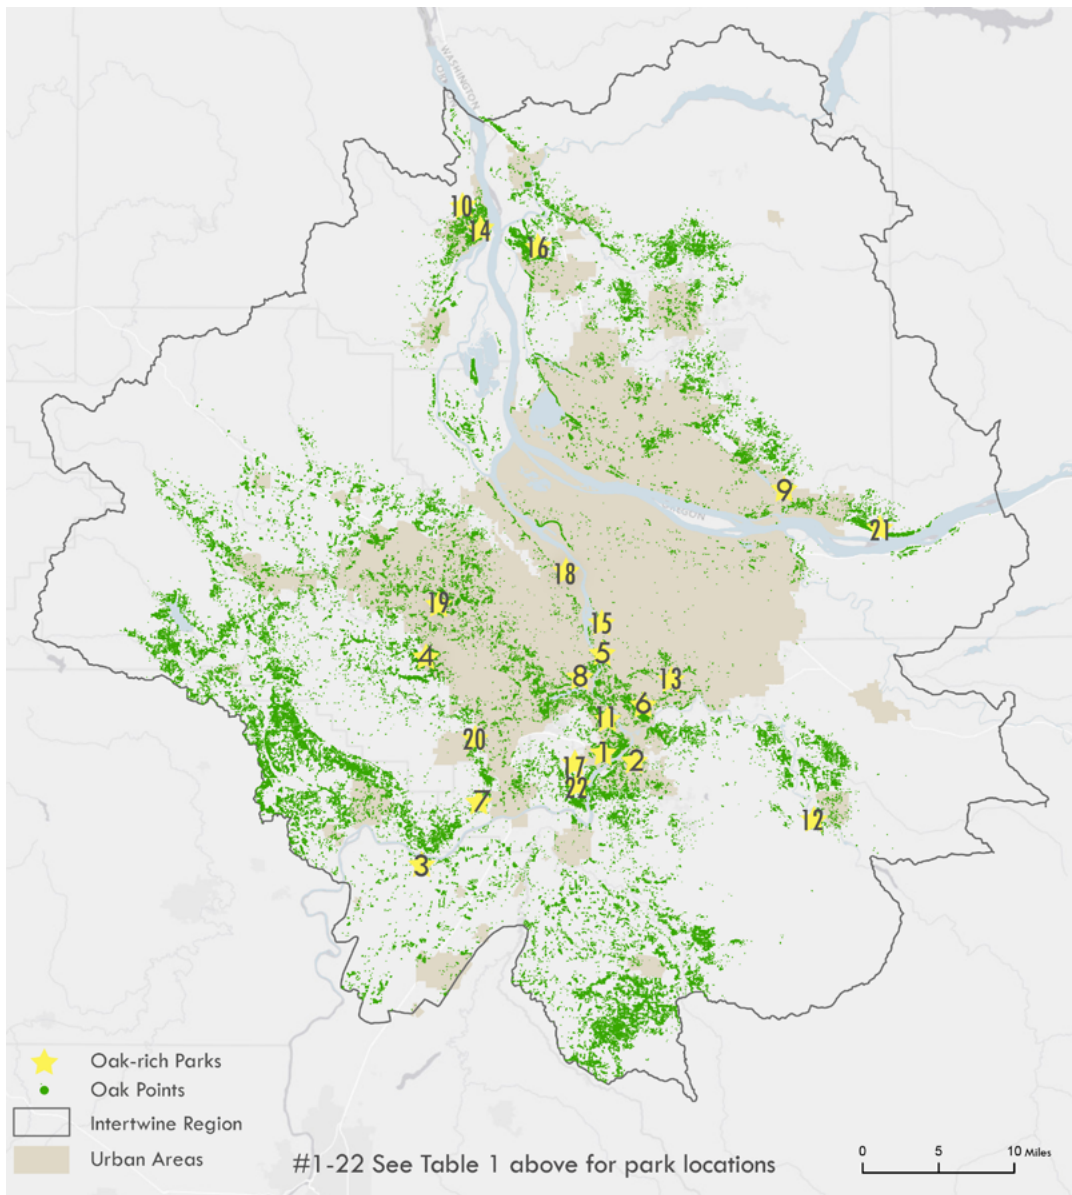 WASHINGTON
10
14
16
9
21
OREGON
18
19
15
4
5
8
13
6
11
20
1
17
2
22
7
12
3
Oak-rich Parks
Oak Points
Intertwine Region
Urban Areas
#1-22 See Table 1 above for park locations
0 5 10 Miles